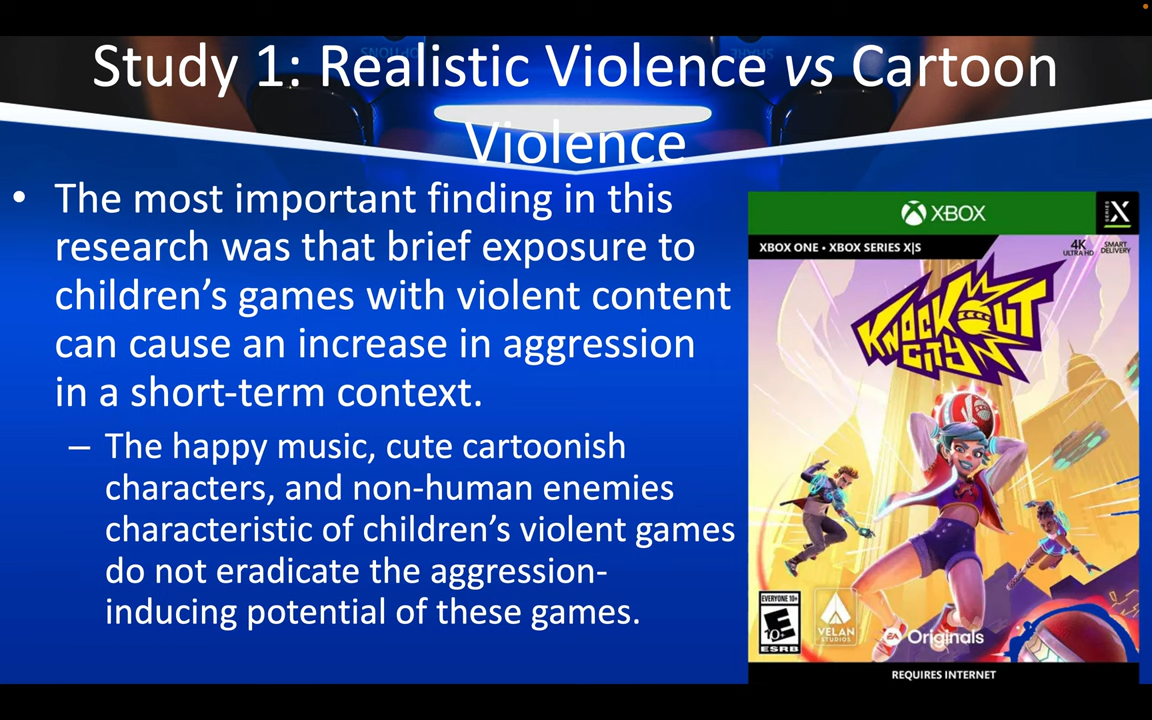 Study 1: Realistic Violence vs Cartoon
Violence
• The most important finding in this
research was that brief exposure to
children’s games with violent content
can cause an increase in aggression
in a short-term context.
– The happy music, cute cartoonish
characters, and non-human enemies
characteristic of children’s violent games
do not eradicate the aggression-
inducing potential of these games.
XBOX
SERIES X
XBOX ONE • XBOX SERIES X|S
4K
ULTRA HD
SMART
DELIVERY
KNOCKOUT
CITY
EVERYONE 10+
E
10+
ESRB
VELAN
STUDIOS
EA Originals
REQUIRES INTERNET